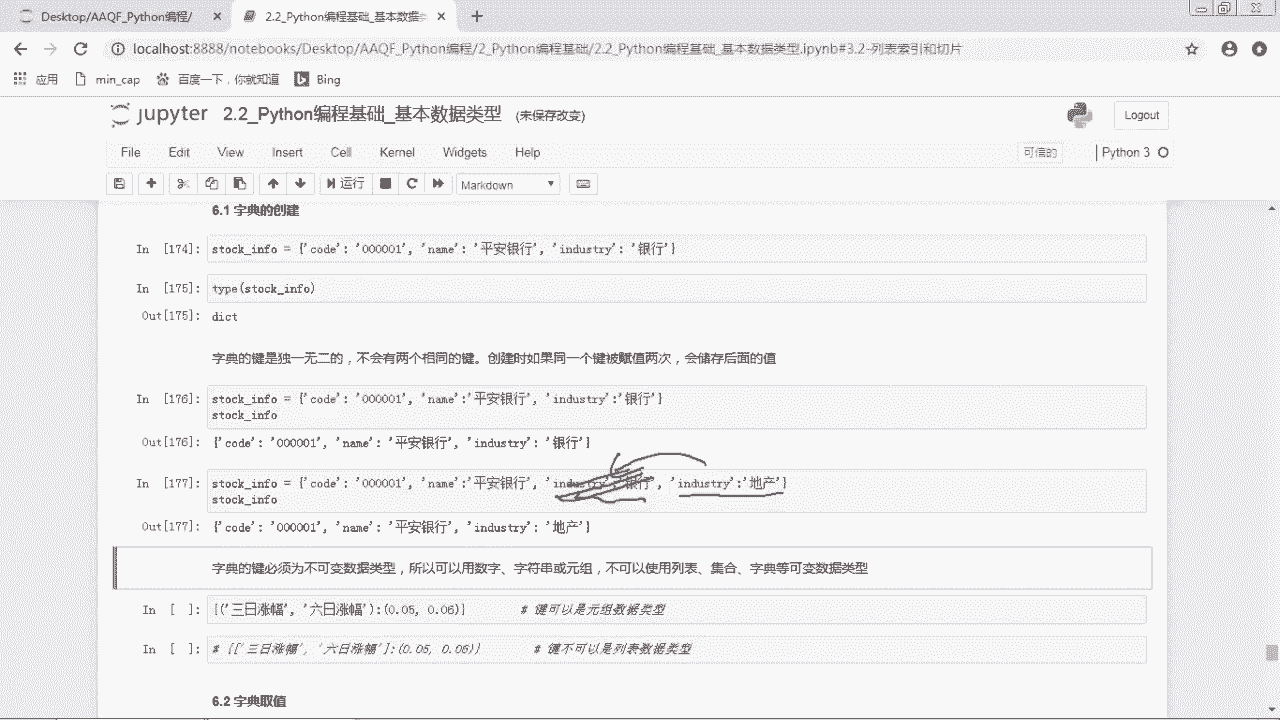 Desktop/AAQF_Python编程/
2.2_Python编程基础_基本数据类
localhost:8888/notebooks/Desktop/AAQF_Python编程/2_Python编程基础/2.2_Python编程基础_基本数据类型.ipynb#3.2-列表索引和切片
应用 min_cap 百度一下，你就知道 Bing
jupyter 2.2_Python编程基础_基本数据类型 (未保存改变) Logout
File Edit View Insert Cell Kernel Widgets Help 可信的 Python 3
运行 Markdown
6.1 字典的创建
In [174]: stock_info = {'code': '000001', 'name': '平安银行', 'industry': '银行'}
In [175]: type(stock_info)
Out[175]: dict
字典的键是独一无二的，不会有两个相同的键。创建时如果同一个键被赋值两次，会储存后面的值
In [176]: stock_info = {'code': '000001', 'name':'平安银行', 'industry':'银行'}
stock_info
Out[176]: {'code': '000001', 'name': '平安银行', 'industry': '银行'}
In [177]: stock_info = {'code': '000001', 'name':'平安银行', 'industry':'银行', 'industry':'地产'}
stock_info
Out[177]: {'code': '000001', 'name': '平安银行', 'industry': '地产'}
字典的键必须为不可变数据类型，所以可以用数字、字符串或元组，不可以使用列表、集合、字典等可变数据类型
In [ ]: {('三日涨幅', '六日涨幅'):(0.05, 0.06)} # 键可以是元组数据类型
In [ ]: # {['三日涨幅', '六日涨幅']:(0.05, 0.06)} # 键不可以是列表数据类型
6.2 字典取值